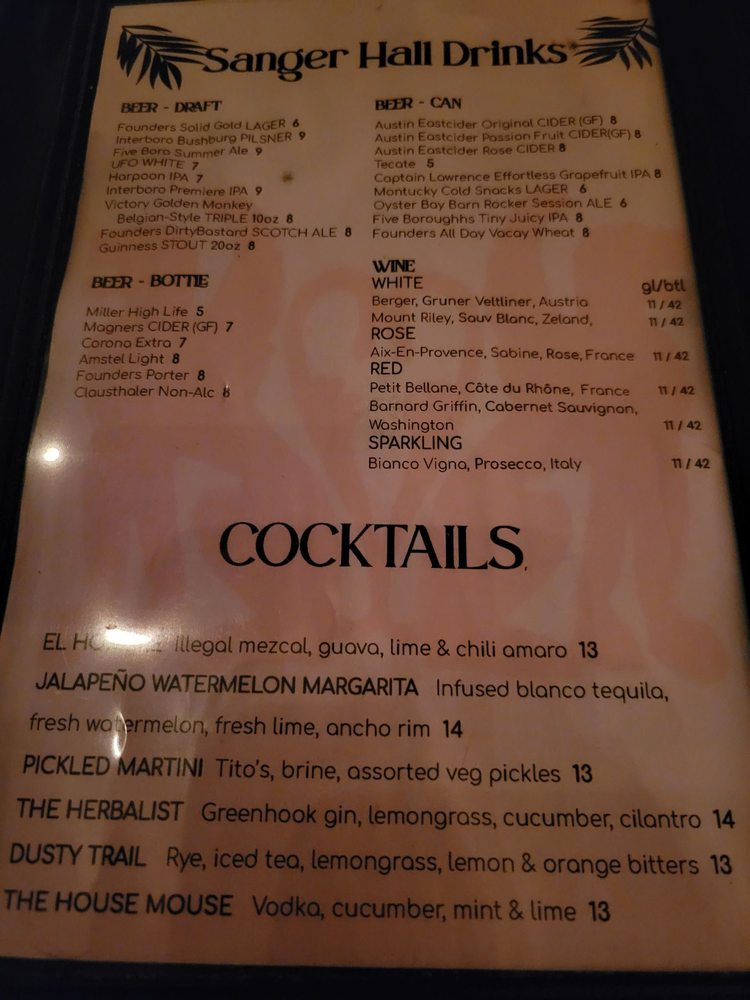 Sanger Hall Drinks
BEER - DRAFT
Founders Solid Gold LAGER 6
Interboro Bushburg PILSNER 9
Five Boro Summer Ale 9
UFO WHITE 7
Harpoon IPA 7
Interboro Premiere IPA 9
Victory Golden Monkey
Belgian-Style TRIPLE 10oz 8
Founders DirtyBastard SCOTCH ALE 8
Guinness STOUT 20oz 8
BEER - BOTTLE
Miller High Life 5
Magners CIDER (GF) 7
Corona Extra 7
Amstel Light 8
Founders Porter 8
Clausthaler Non-Alc 8
BEER - CAN
Austin Eastcider Original CIDER (GF) 8
Austin Eastcider Passion Fruit CIDER(GF) 8
Austin Eastcider Rose CIDER 8
Tecate 5
Captain Lawrence Effortless Grapefruit IPA 8
Montucky Cold Snacks LAGER 6
Oyster Bay Barn Rocker Session ALE 6
Five Boroughhs Tiny Juicy IPA 8
Founders All Day Vacay Wheat 8
WINE
WHITE gl/btl
Berger, Gruner Veltliner, Austria 11 / 42
Mount Riley, Sauv Blanc, Zeland, 11 / 42
ROSE
Aix-En-Provence, Sabine, Rose, France 11 / 42
RED
Petit Bellane, Côte du Rhône, France 11 / 42
Barnard Griffin, Cabernet Sauvignon,
Washington 11 / 42
SPARKLING
Bianco Vigna, Prosecco, Italy 11 / 42
COCKTAILS
EL Illegal mezcal, guava, lime & chili amaro 13
JALAPEÑO WATERMELON MARGARITA Infused blanco tequila,
fresh watermelon, fresh lime, ancho rim 14
PICKLED MARTINI Tito's, brine, assorted veg pickles 13
THE HERBALIST Greenhook gin, lemongrass, cucumber, cilantro 14
DUSTY TRAIL Rye, iced tea, lemongrass, lemon & orange bitters 13
THE HOUSE MOUSE Vodka, cucumber, mint & lime 13